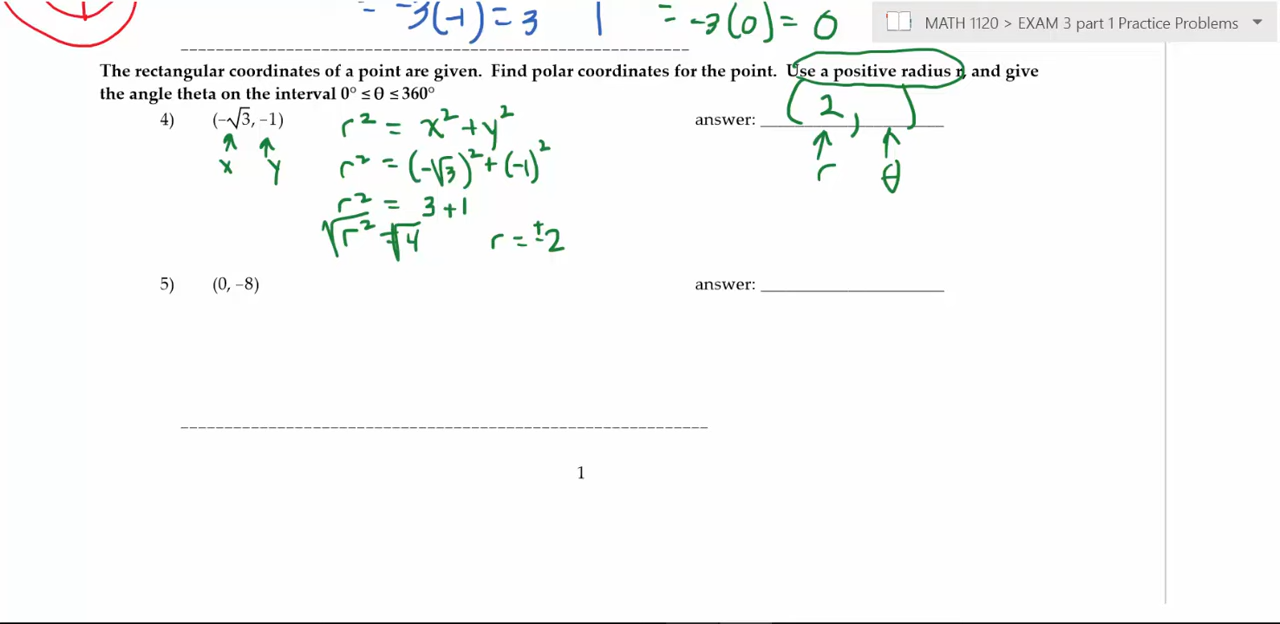 = -3(-1) = 3 1 = -3(0) = 0
MATH 1120 > EXAM 3 part 1 Practice Problems
The rectangular coordinates of a point are given. Find polar coordinates for the point. Use a positive radius r, and give
the angle theta on the interval 0° ≤ θ ≤ 360°
4) (-√3, -1) r² = x² + y² answer: (2, )
x y r² = (-√3)² + (-1)² r θ
r² = 3+1
√r² = √4 r = ±2
5) (0, -8) answer:
1